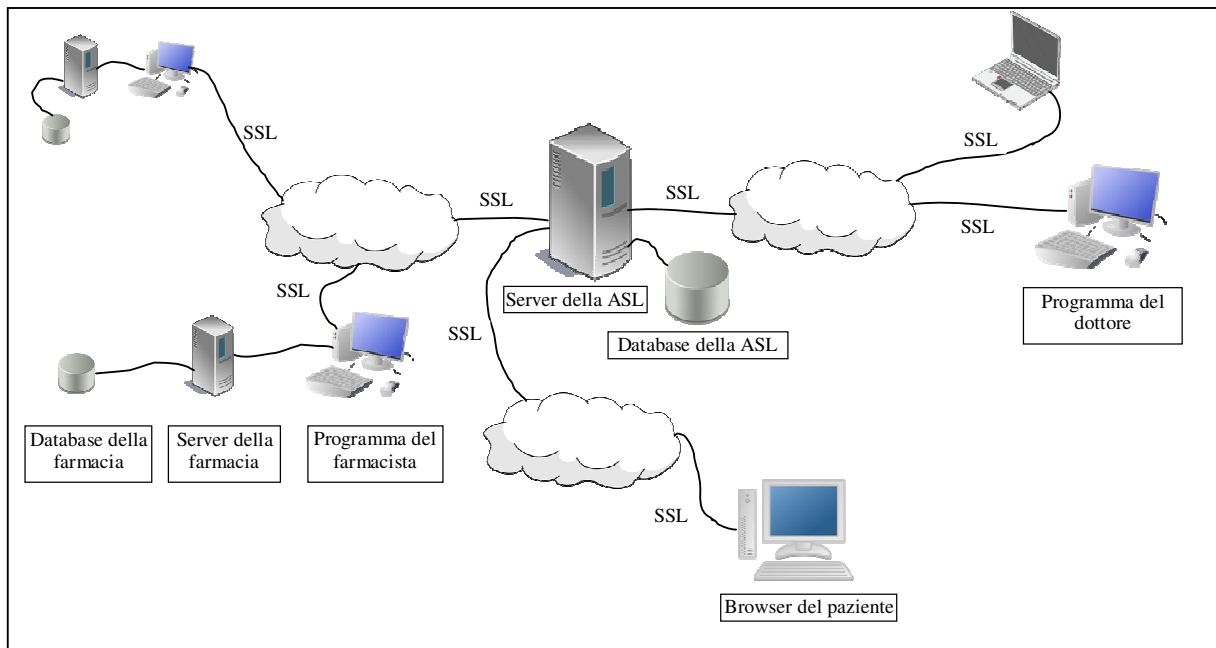 SSL
SSL
SSL
SSL
SSL
SSL
Server della ASL
Database della ASL
Programma del
dottore
SSL
Database della
farmacia
Server della
farmacia
Programma del
farmacista
SSL
Browser del paziente